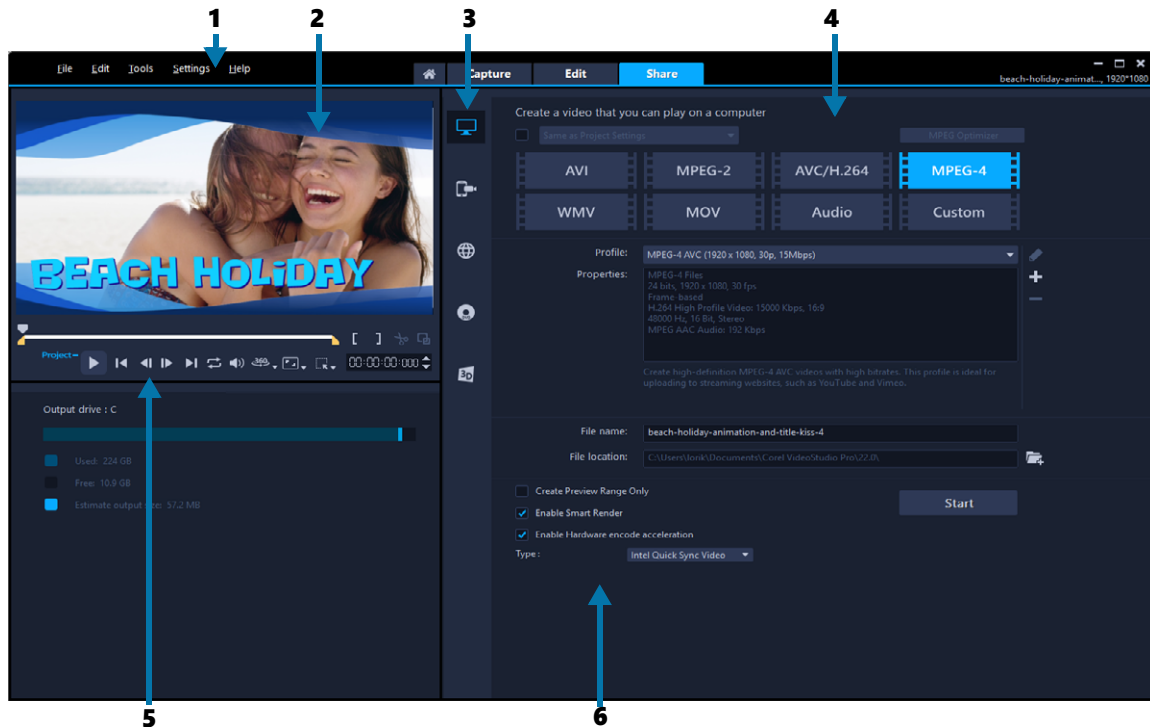 1 2 3 4
File Edit Tools Settings Help
Capture Edit Share
beach-holiday-animat..., 1920*1080
Create a video that you can play on a computer
Same as Project Settings MPEG Optimizer
AVI MPEG-2 AVC/H.264 MPEG-4
WMV MOV Audio Custom
BEACH HOLiDAY
Profile: MPEG-4 AVC (1920 x 1080, 30p, 15Mbps)
Properties: MPEG-4 Files
24 bits, 1920 x 1080, 30 fps
Frame-based
H.264 High Profile Video: 15000 Kbps, 16:9
48000 Hz, 16 Bit, Stereo
MPEG AAC Audio: 192 Kbps
Create high-definition MPEG-4 AVC videos with high bitrates. This profile is ideal for
uploading to streaming websites, such as YouTube and Vimeo.
[ ]
Project 360 00:00:00:000
3D
Output drive : C
Used: 224 GB
Free: 10.9 GB
Estimate output size: 57.2 MB
File name: beach-holiday-animation-and-title-kiss-4
File location: C:\Users\lonk\Documents\Corel VideoStudio Pro\22.0\
Create Preview Range Only
Enable Smart Render
Start
Enable Hardware encode acceleration
Type : Intel Quick Sync Video
5 6